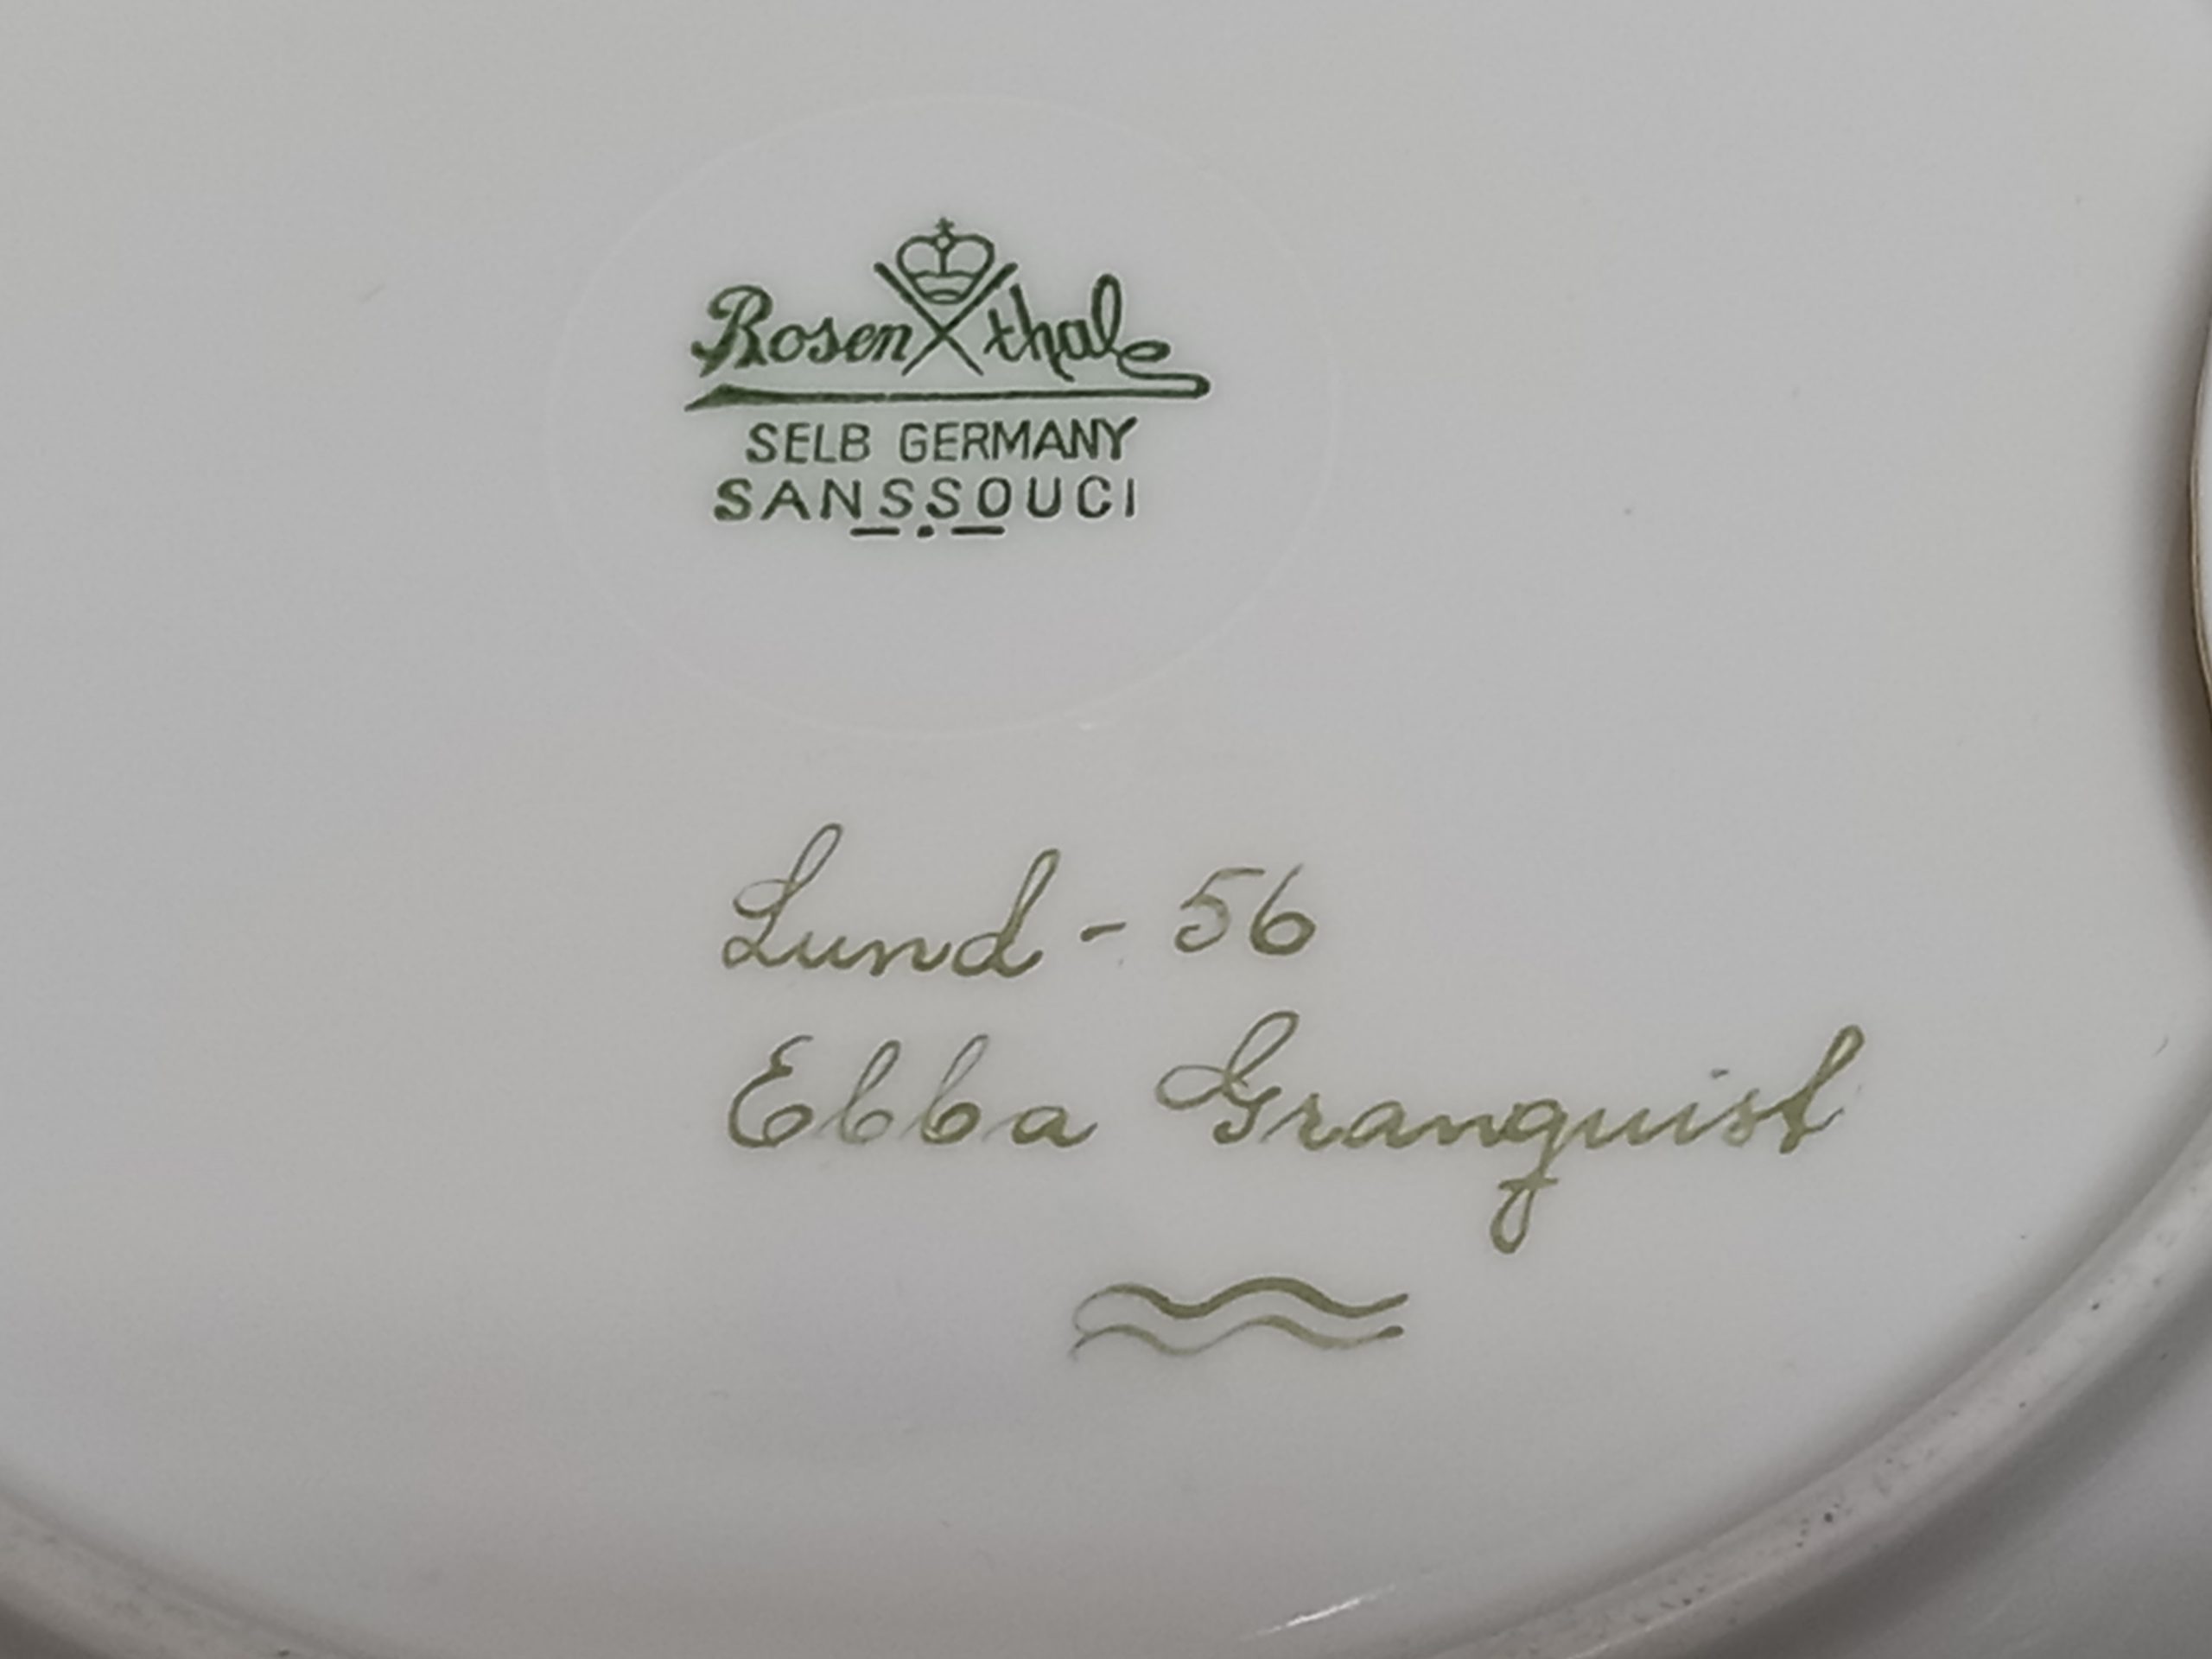 Rosenthal
SELB GERMANY
SANSSOUCI
Lund - 56
Ebba Granquist